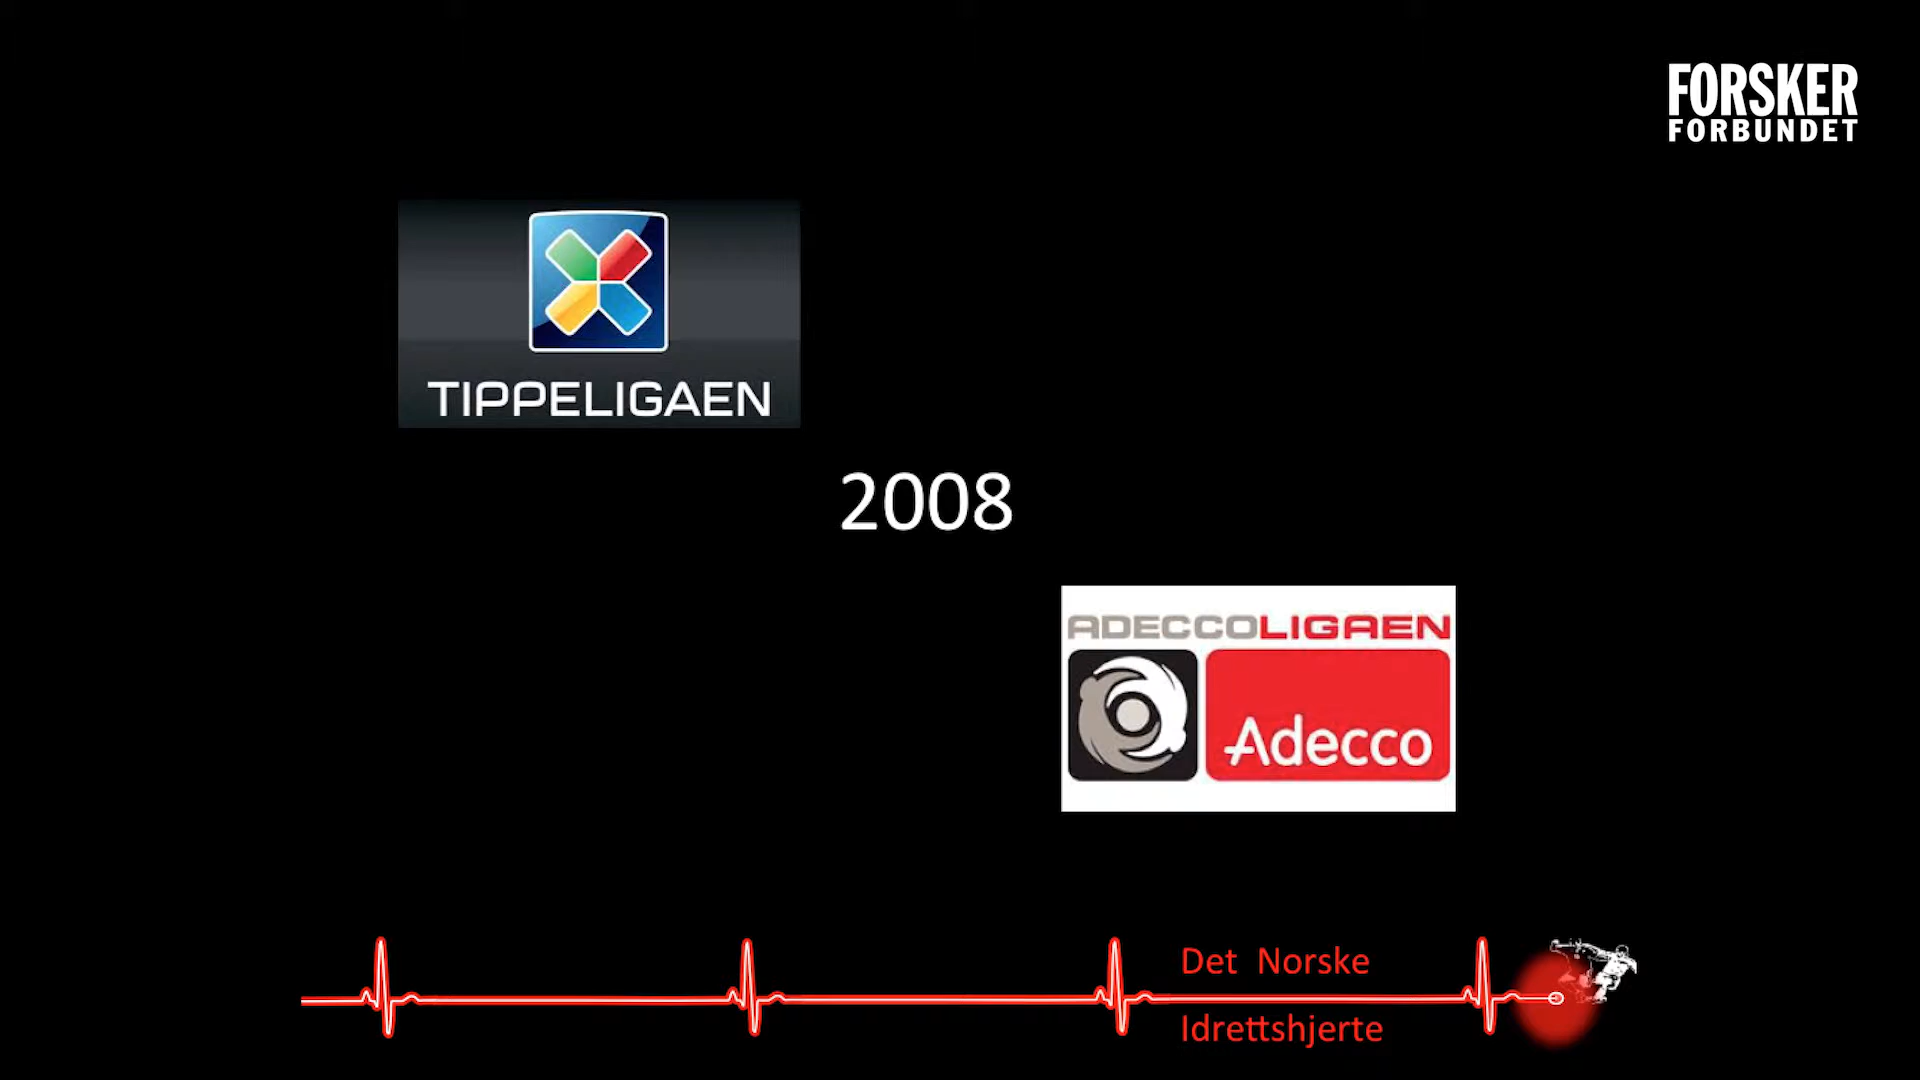 FORSKER
FORBUNDET
TIPPELIGAEN
2008
ADECCOLIGAEN
Adecco
Det Norske
Idrettshjerte